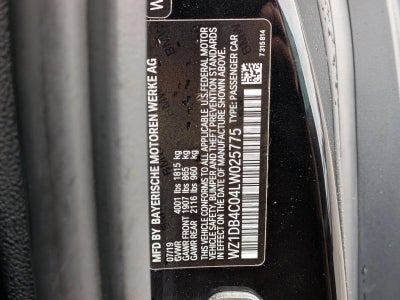 MFD BY BAYERISCHE MOTOREN WERKE AG
07/19
GVWR 4001 lbs 1815 kg
GAWR FRONT 1907 lbs 865 kg
GAWR REAR 2116 lbs 960 kg
THIS VEHICLE CONFORMS TO ALL APPLICABLE U.S. FEDERAL MOTOR
VEHICLE SAFETY, BUMPER AND THEFT PREVENTION STANDARDS
IN EFFECT ON THE DATE OF MANUFACTURE SHOWN ABOVE.
WZ1DB4C04LW025775 TYPE: PASSENGER CAR
7315814
W